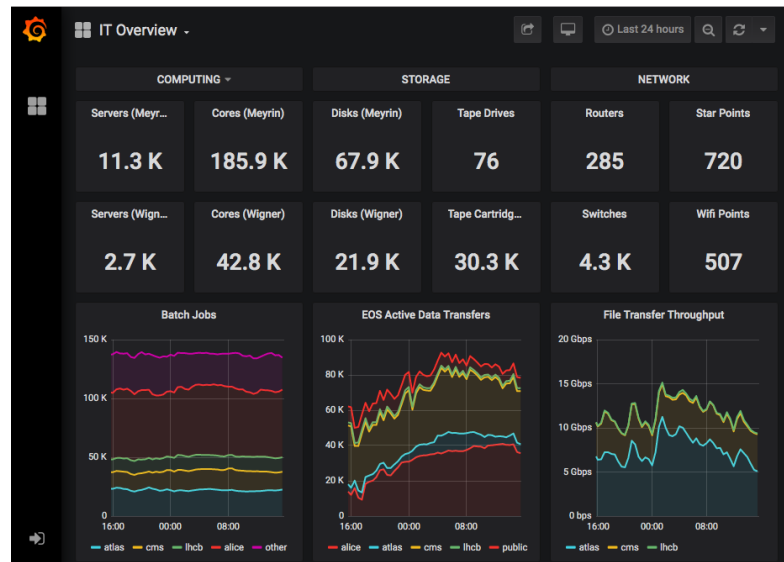 IT Overview
Last 24 hours
COMPUTING
STORAGE
NETWORK
Servers (Meyr...
Cores (Meyrin)
Disks (Meyrin)
Tape Drives
Routers
Star Points
11.3 K
185.9 K
67.9 K
76
285
720
Servers (Wign...
Cores (Wigner)
Disks (Wigner)
Tape Cartridg...
Switches
Wifi Points
2.7 K
42.8 K
21.9 K
30.3 K
4.3 K
507
Batch Jobs
150 K
100 K
50 K
0
16:00 00:00 08:00
atlas cms lhcb alice other
EOS Active Data Transfers
100 K
80 K
60 K
40 K
20 K
0
16:00 00:00 08:00
alice atlas cms lhcb public
File Transfer Throughput
20 Gbps
15 Gbps
10 Gbps
5 Gbps
0 bps
16:00 00:00 08:00
atlas cms lhcb